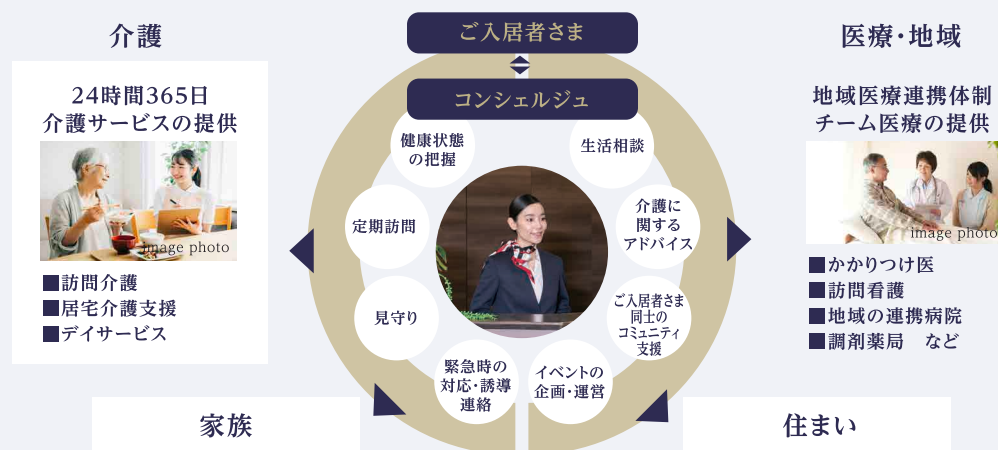 介護
24時間365日
介護サービスの提供
image photo
■訪問介護
■居宅介護支援
■デイサービス
ご入居者さま
コンシェルジュ
健康状態
の把握
生活相談
定期訪問
介護に
関する
アドバイス
見守り
ご入居者さま
同士の
コミュニティ
支援
緊急時の
対応・誘導
連絡
イベントの
企画・運営
医療・地域
地域医療連携体制
チーム医療の提供
image photo
■かかりつけ医
■訪問看護
■地域の連携病院
■調剤薬局　など
家族
住まい